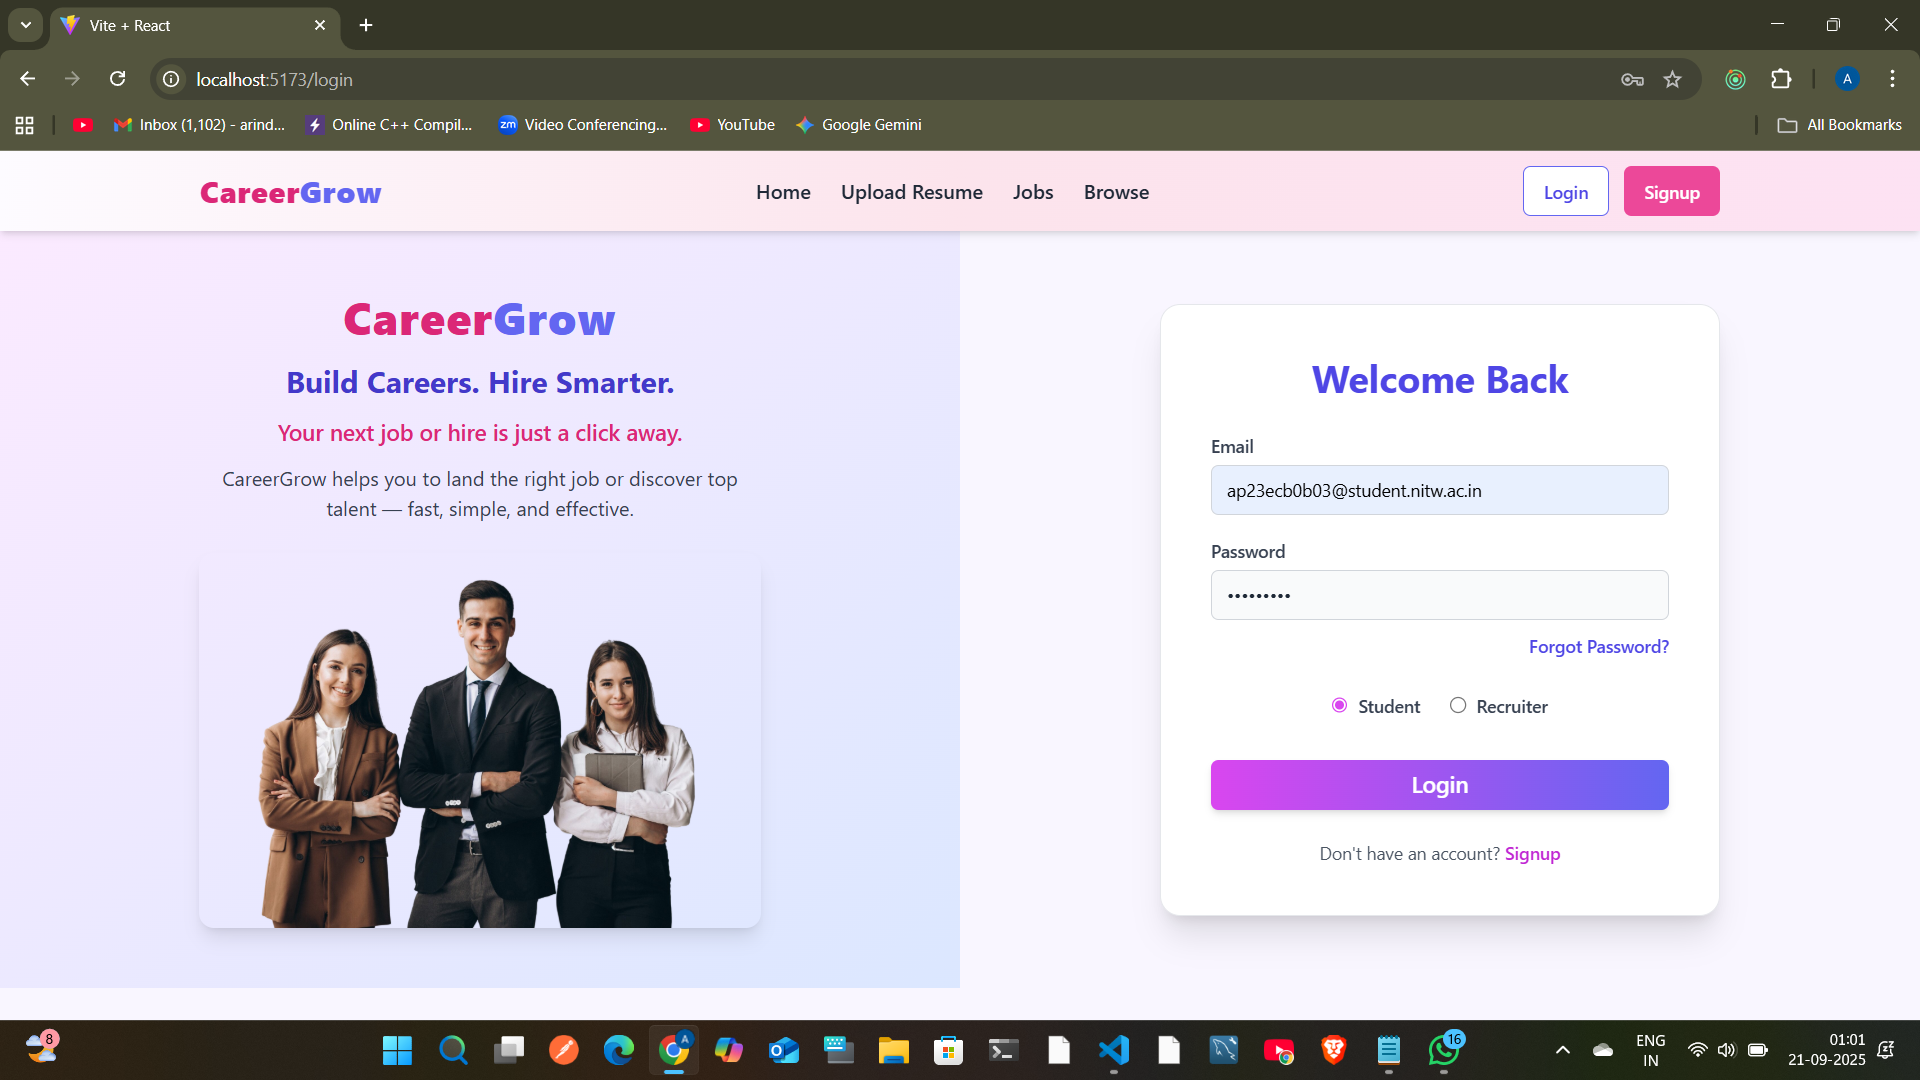 Vite + React
localhost:5173/login
A
Inbox (1,102) - arind...
Online C++ Compil...
zm
Video Conferencing...
YouTube
Google Gemini
All Bookmarks
CareerGrow
Home
Upload Resume
Jobs
Browse
Login
Signup
CareerGrow
Build Careers. Hire Smarter.
Your next job or hire is just a click away.
CareerGrow helps you to land the right job or discover top
talent — fast, simple, and effective.
Welcome Back
Email
ap23ecb0b03@student.nitw.ac.in
Password
•••••••••
Forgot Password?
Student
Recruiter
Login
Don't have an account? Signup
8
A
16
ENG
IN
01:01
21-09-2025